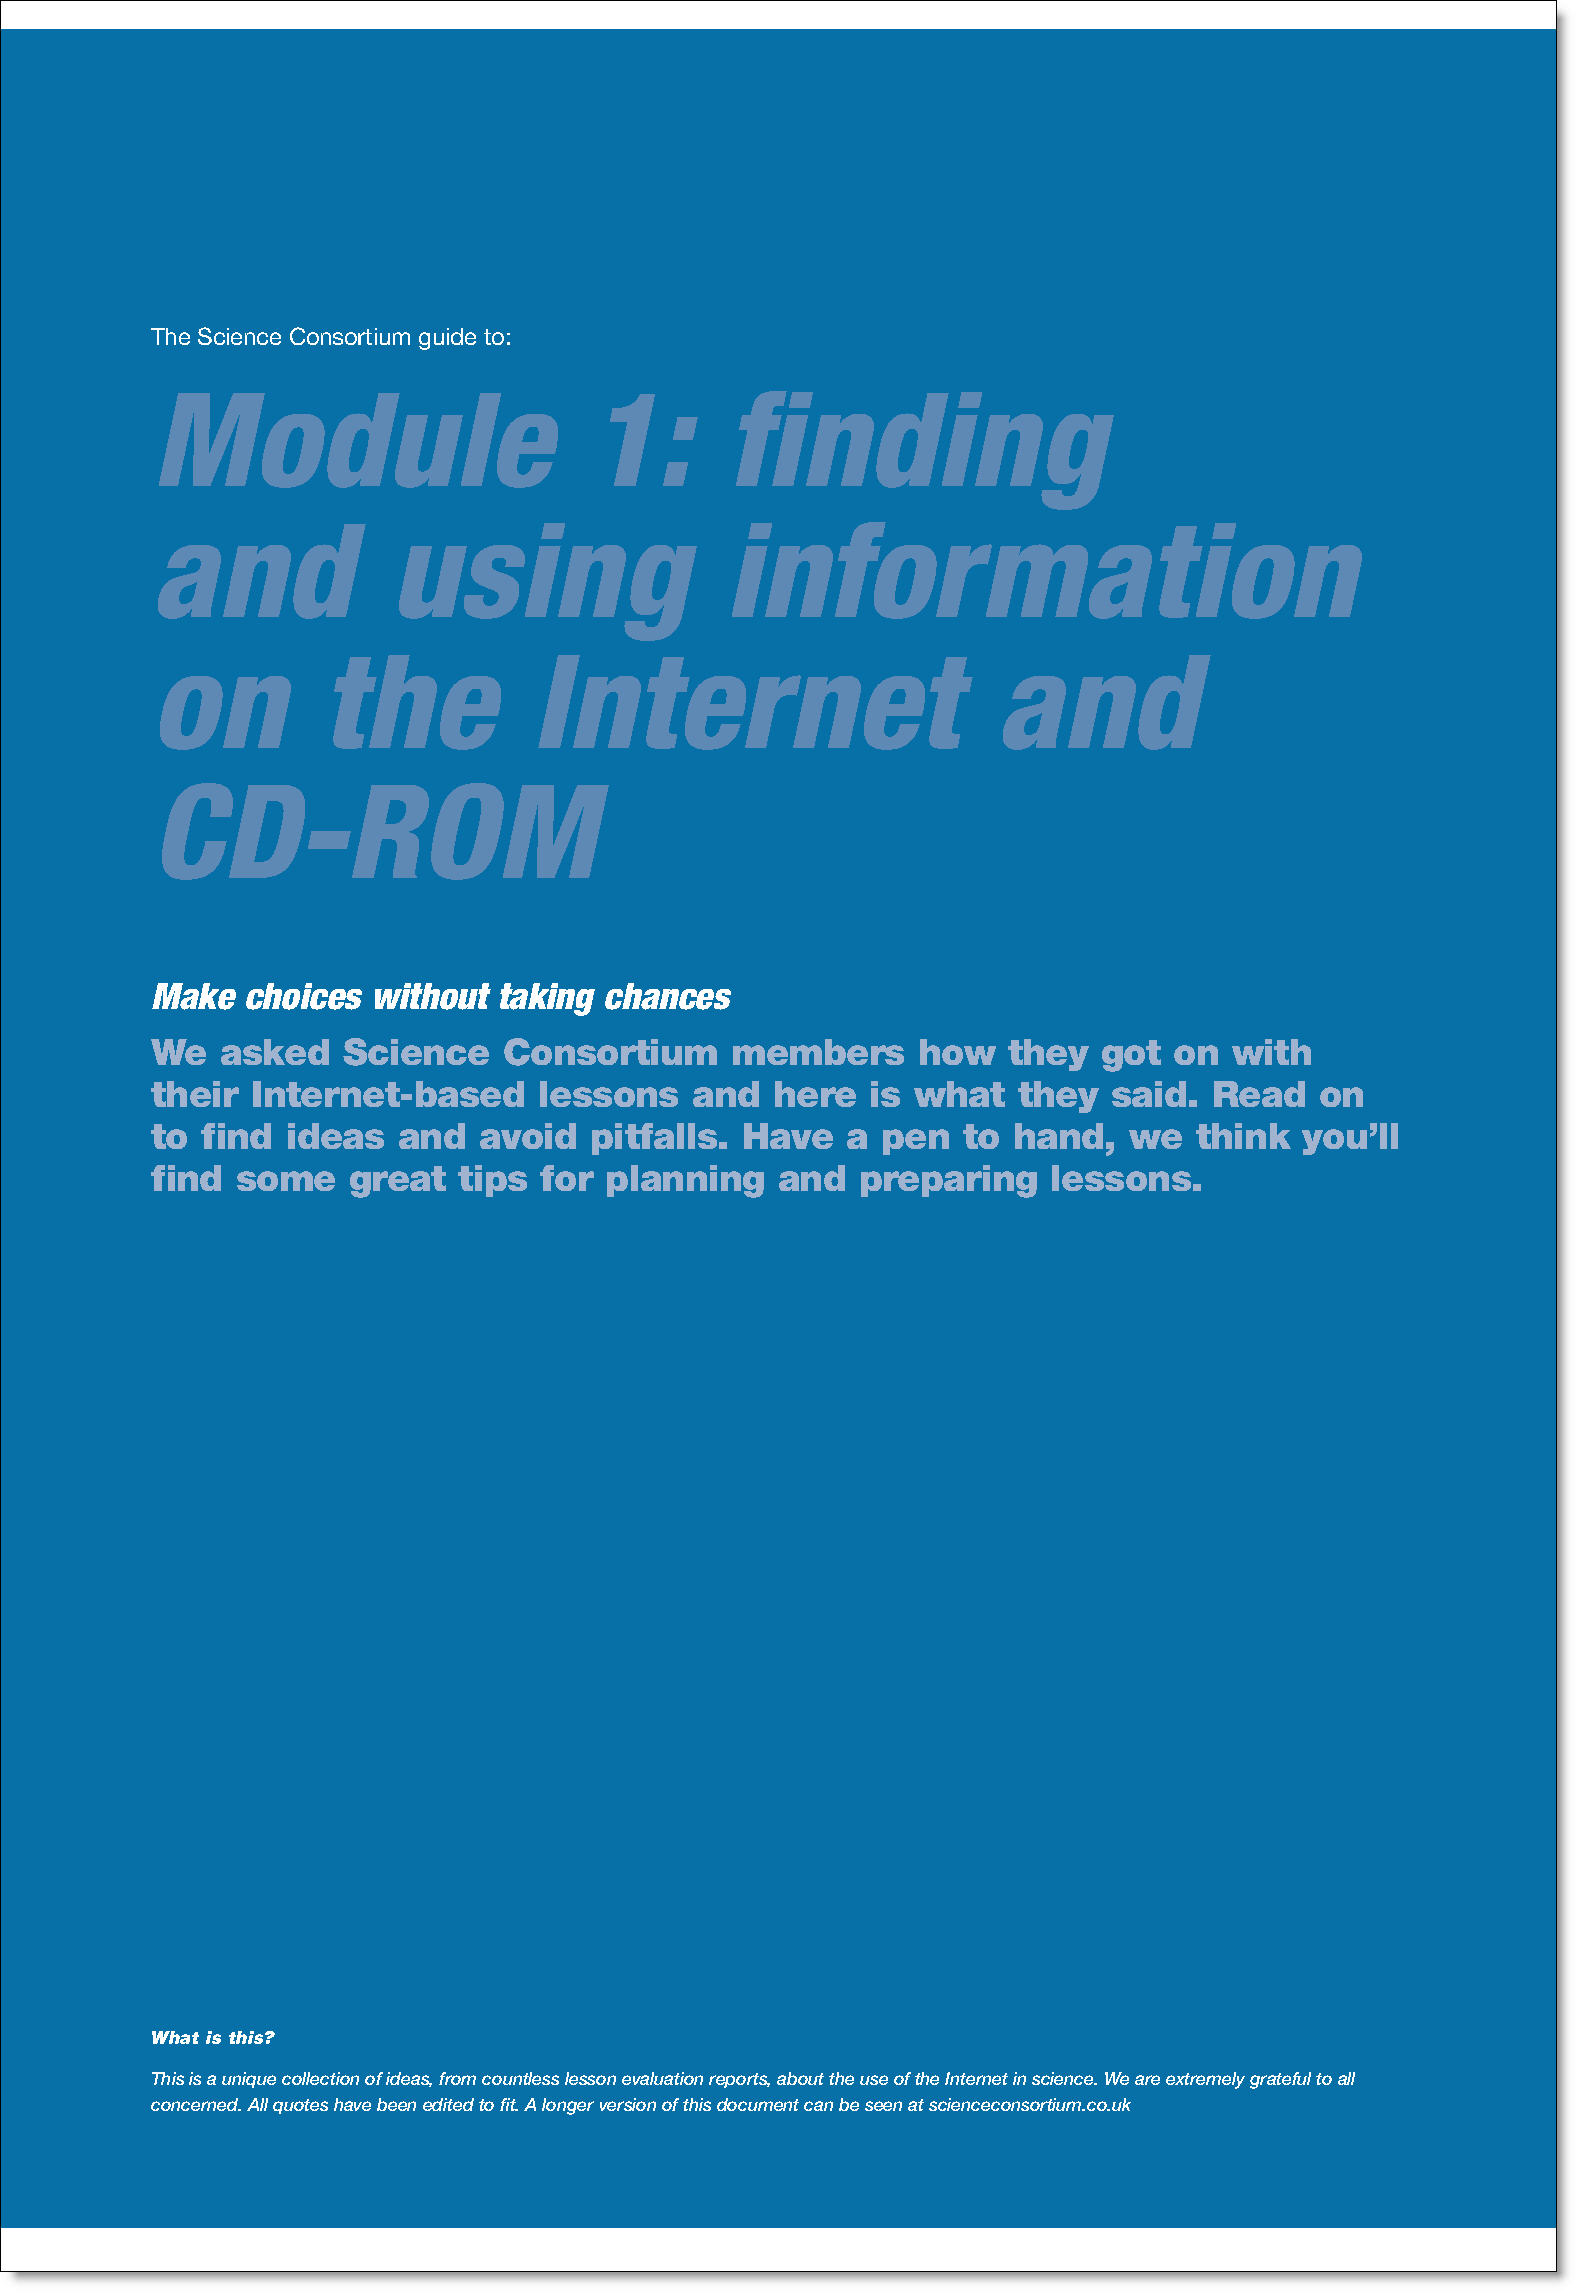 The Science Consortium guide to:
Module 1: finding
and using information
on the Internet and
CD-ROM
Make choices without taking chances
We asked Science Consortium members how they got on with
their Internet-based lessons and here is what they said. Read on
to find ideas and avoid pitfalls. Have a pen to hand, we think you’ll
find some great tips for planning and preparing lessons.
What is this?
This is a unique collection of ideas, from countless lesson evaluation reports, about the use of the Internet in science. We are extremely grateful to all
concerned. All quotes have been edited to fit. A longer version of this document can be seen at scienceconsortium.co.uk